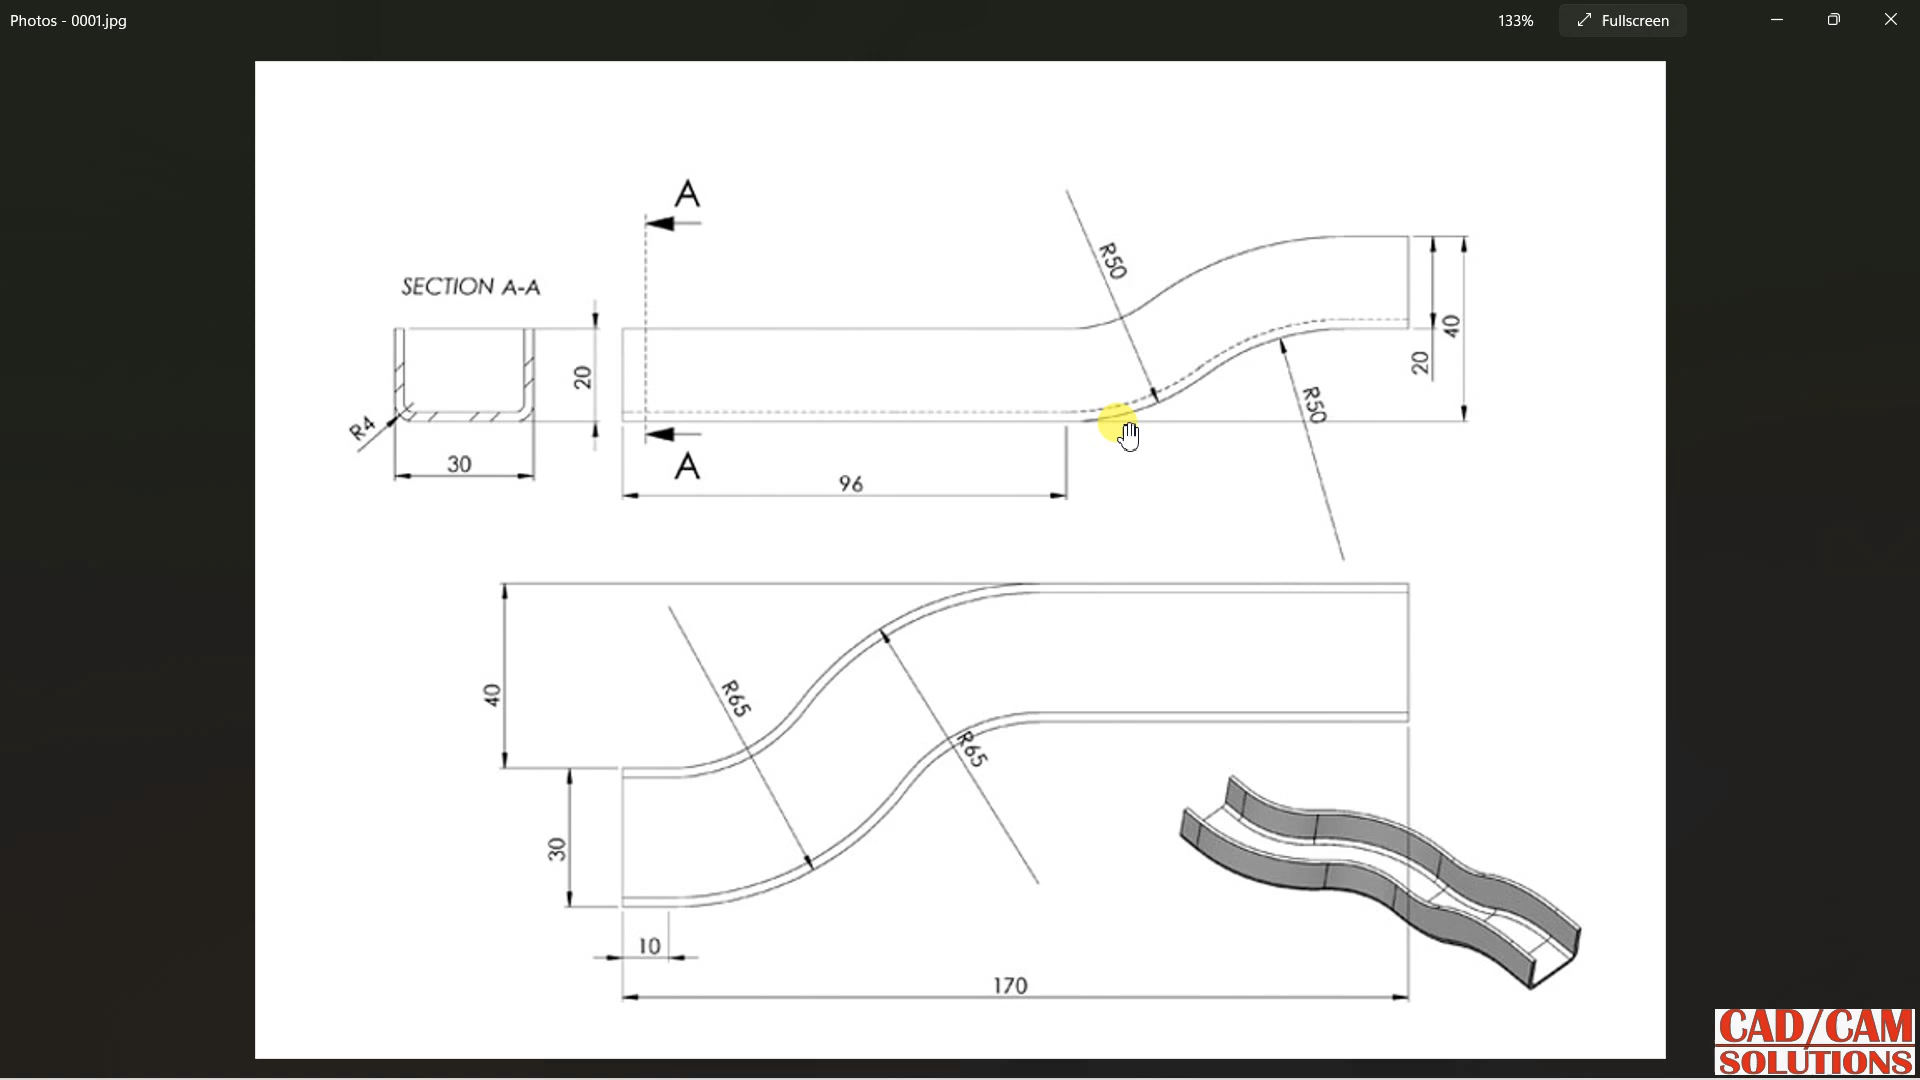 Photos - 0001.jpg
133%
Fullscreen
A
R50
SECTION A-A
20
40
20
R50
R4
30
A
96
40
R65
R65
30
10
170
CAD/CAM
SOLUTIONS